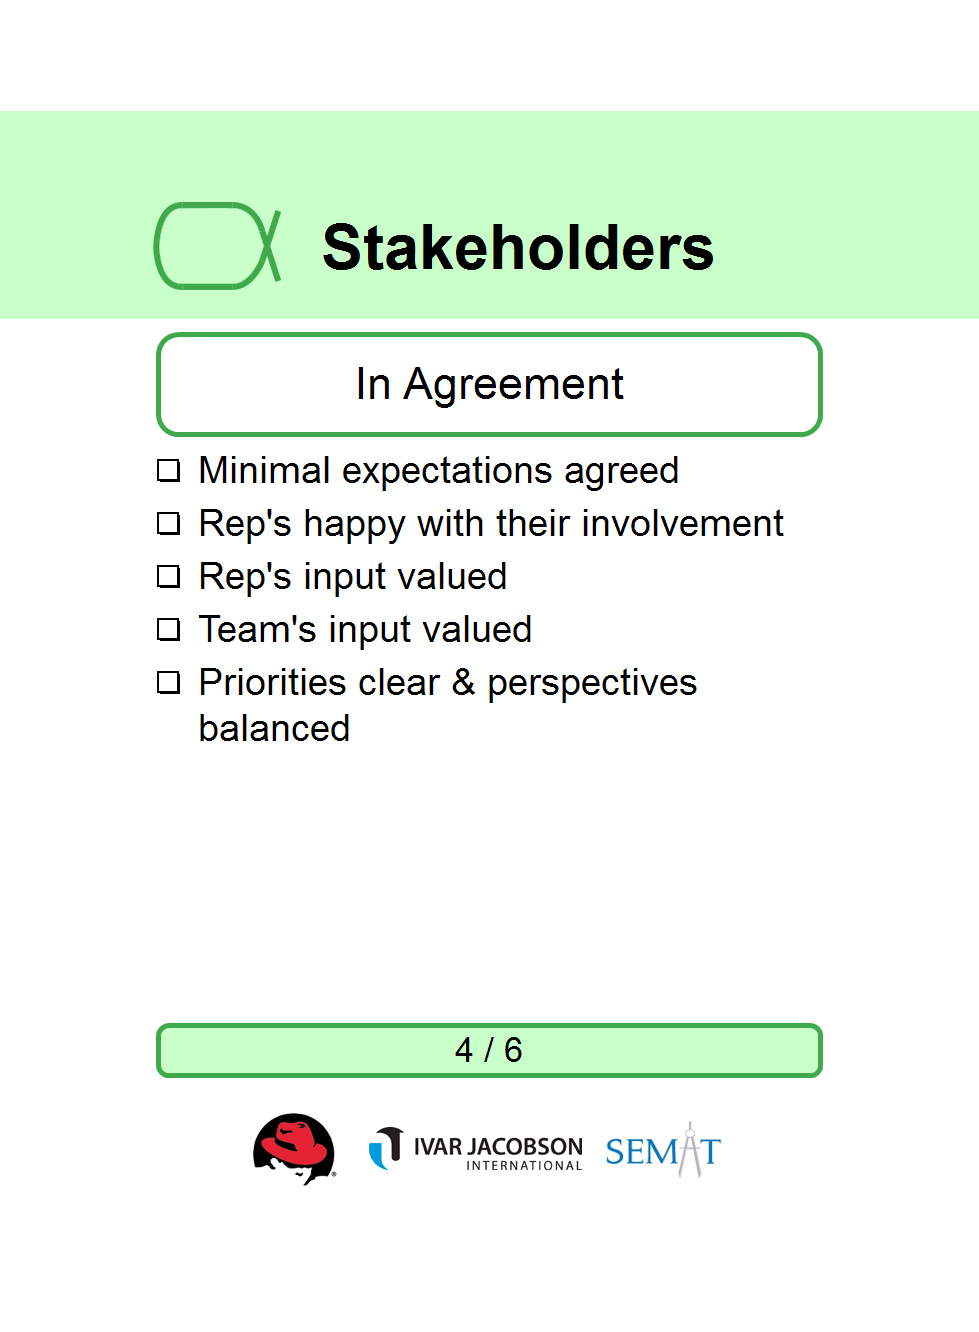 Stakeholders
In Agreement
Minimal expectations agreed
Rep's happy with their involvement
Rep's input valued
Team's input valued
Priorities clear & perspectives
balanced
4 / 6
IVAR JACOBSON
INTERNATIONAL
SEMAT